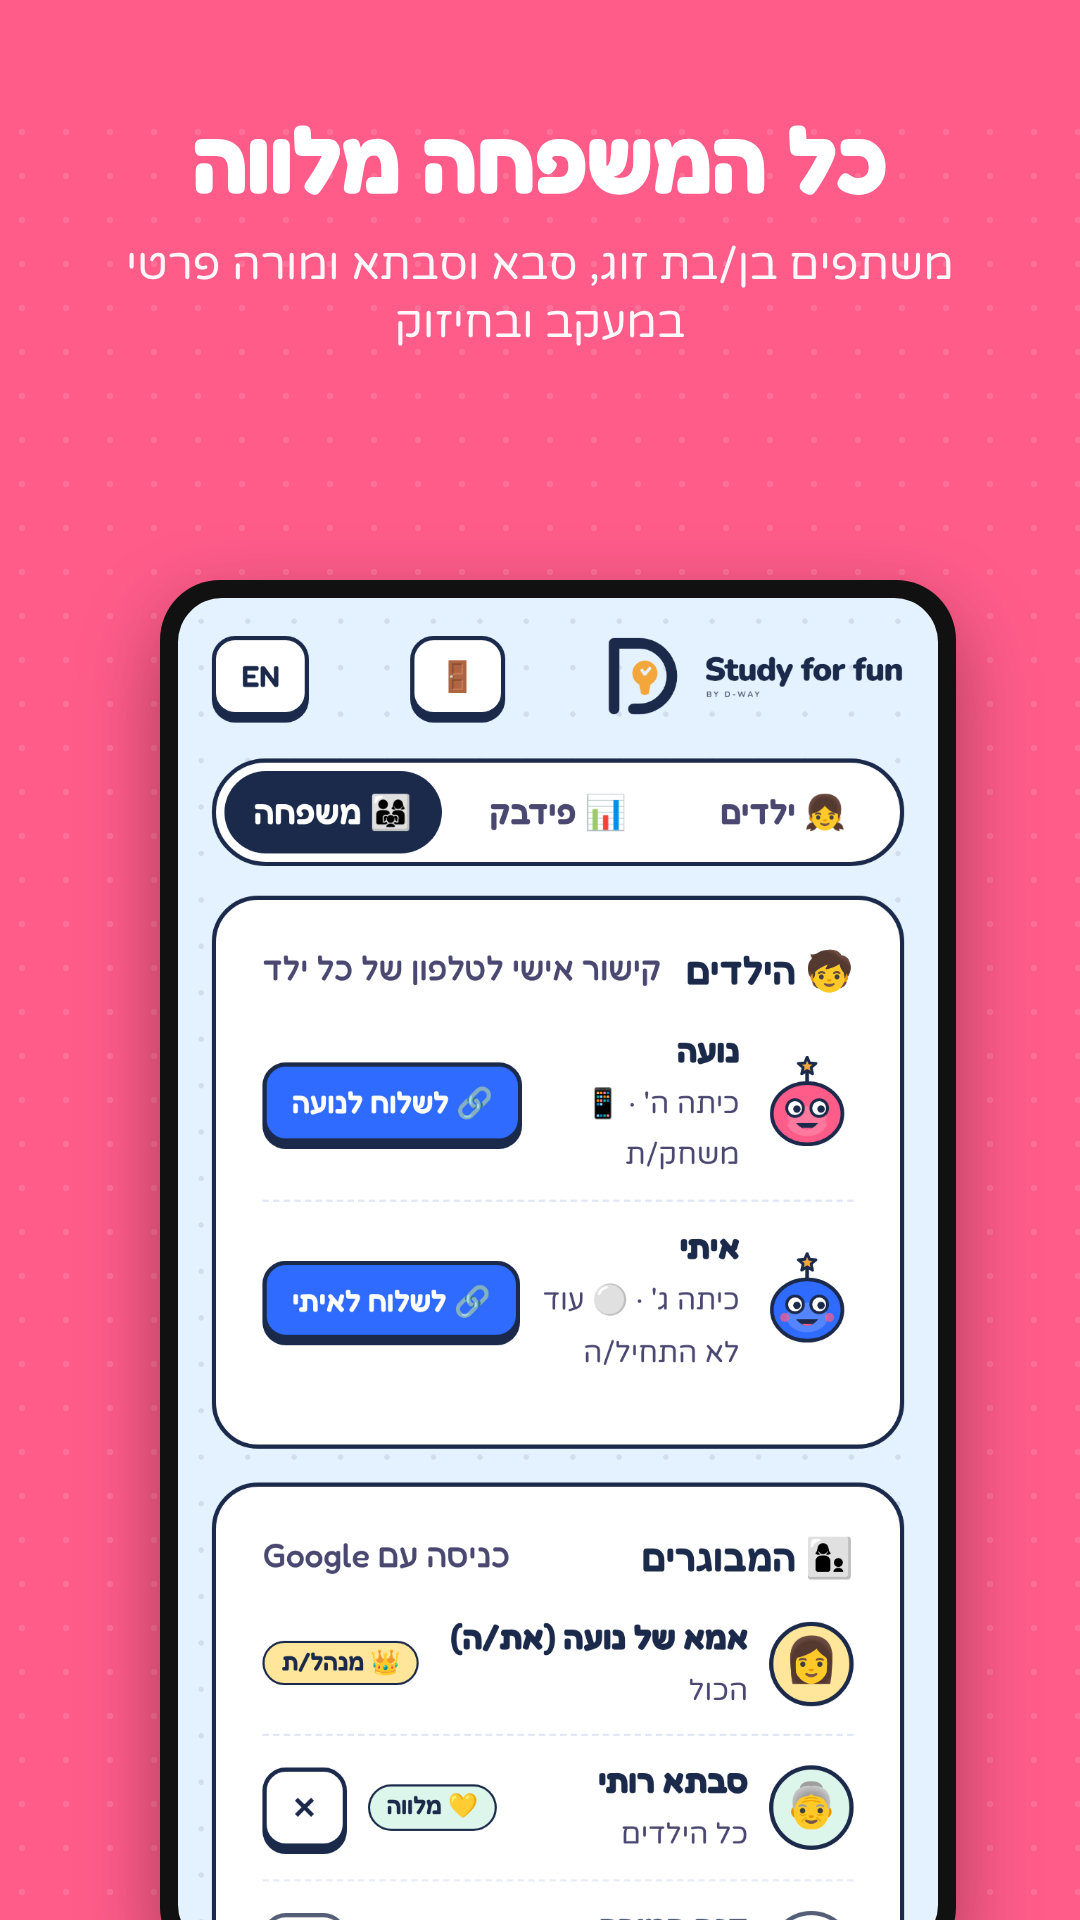 כל המשפחה מלווה
משתפים בן/בת זוג, סבא וסבתא ומורה פרטי
במעקב ובחיזוק
Study for fun
BY D-WAY
EN
ילדים
פידבק
משפחה
הילדים קישור אישי לטלפון של כל ילד
נועה
כיתה ה' ·
משחק/ת
לשלוח לנועה
איתי
כיתה ג' · עוד
לא התחיל/ה
לשלוח לאיתי
המבוגרים כניסה עם Google
אמא של נועה (את/ה)
הכול
מנהל/ת
סבתא רותי
כל הילדים
מלווה
×